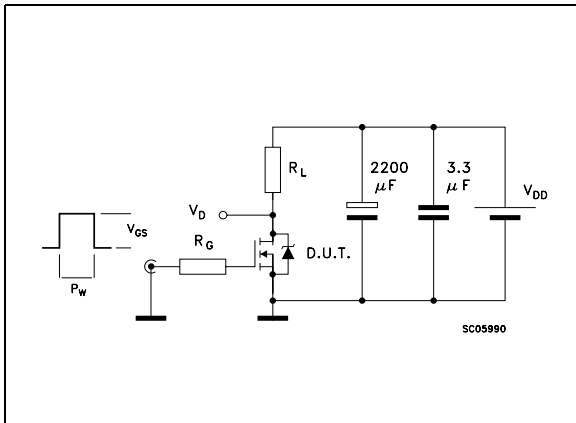 R_L
2200
μF
3.3
μF
V_DD
V_D
V_GS
R_G
D.U.T.
P_W
SC05990